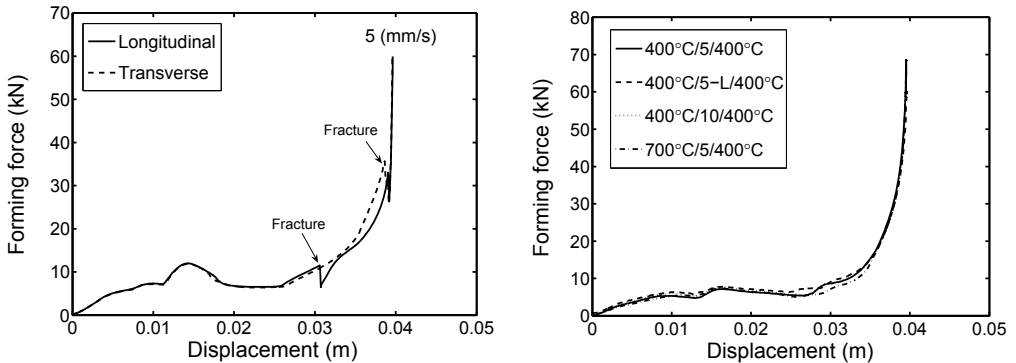 70
60
50
40
30
20
10
0
0
0.01
0.02
0.03
0.04
0.05
Forming force (kN)
Displacement (m)
Longitudinal
Transverse
5 (mm/s)
Fracture
Fracture
80
70
60
50
40
30
20
10
0
0
0.01
0.02
0.03
0.04
0.05
Forming force (kN)
Displacement (m)
400°C/5/400°C
400°C/5−L/400°C
400°C/10/400°C
700°C/5/400°C